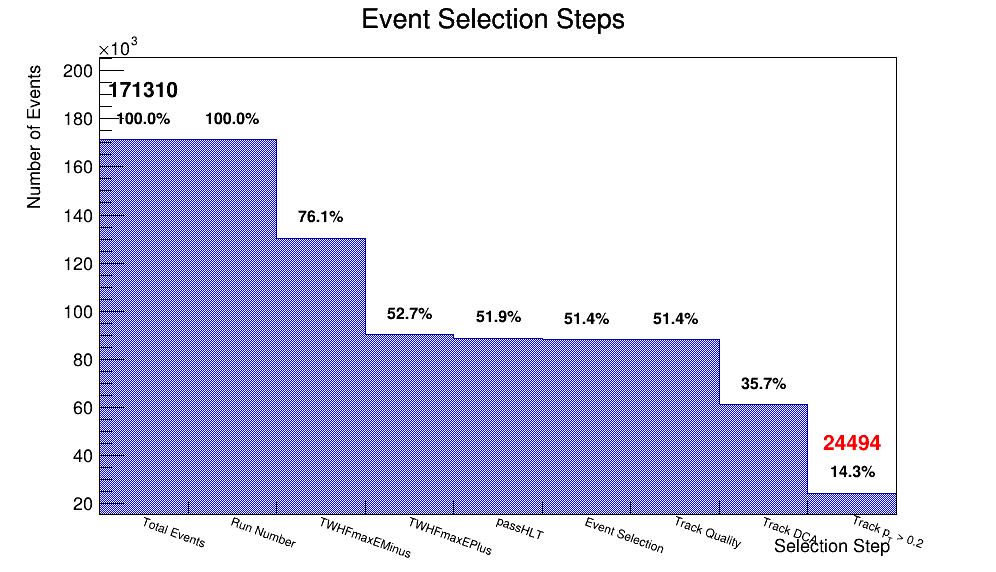 Event Selection Steps
×10³
Number of Events
200
180
160
140
120
100
80
60
40
20
171310
100.0%
100.0%
76.1%
52.7%
51.9%
51.4%
51.4%
35.7%
24494
14.3%
Total Events
Run Number
TWHFmaxEMinus
TWHFmaxEPlus
passHLT
Event Selection
Track Quality
Track DCA
Track p_T > 0.2
Selection Step